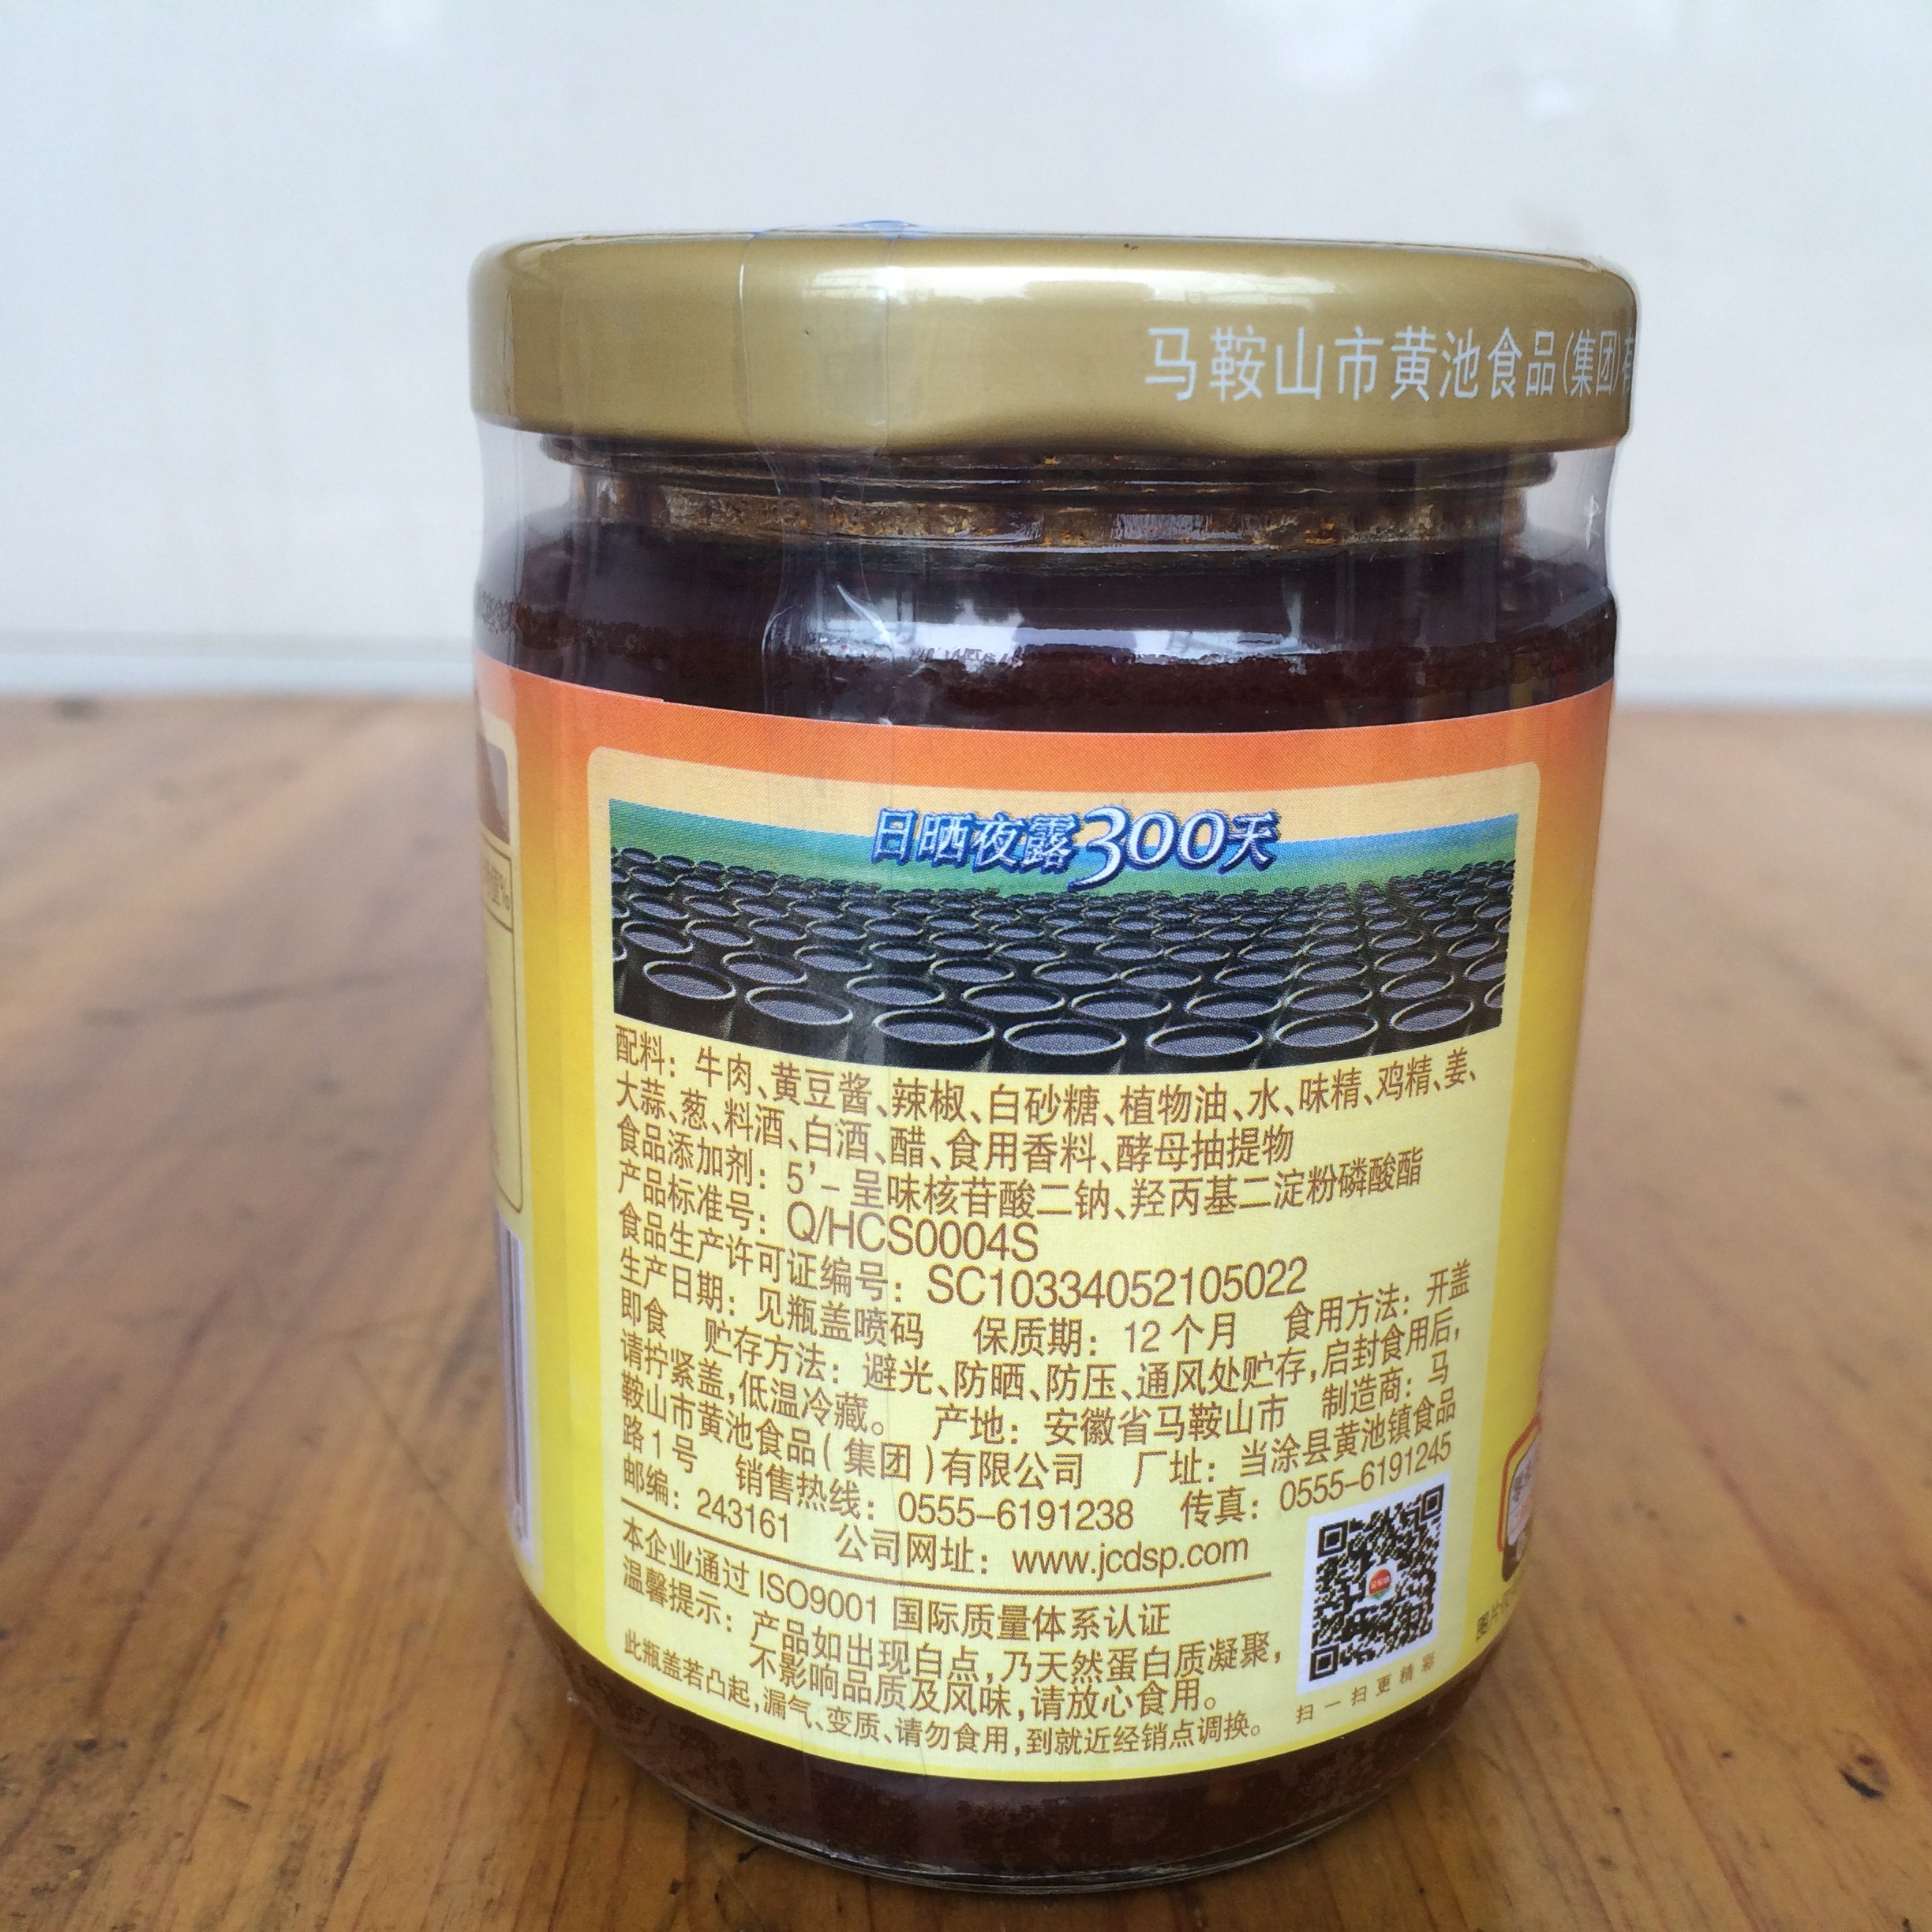 马鞍山市黄池食品(集团)有
日晒夜露300天
配料：牛肉、黄豆酱、辣椒、白砂糖、植物油、水、味精、鸡精、姜、
大蒜、葱、料酒、白酒、醋、食用香料、酵母抽提物
食品添加剂：5’-呈味核苷酸二钠、羟丙基二淀粉磷酸酯
产品标准号：Q/HCS0004S
食品生产许可证编号：SC10334052105022
生产日期：见瓶盖喷码 保质期：12个月 食用方法：开盖
即食 贮存方法：避光、防晒、防压、通风处贮存,启封食用后,
请拧紧盖,低温冷藏。 产地：安徽省马鞍山市 制造商：马
鞍山市黄池食品(集团)有限公司 厂址：当涂县黄池镇食品
路1号 销售热线：0555-6191238 传真：0555-6191245
邮编：243161 公司网址：www.jcdsp.com
本企业通过ISO9001国际质量体系认证
温馨提示：产品如出现白点,乃天然蛋白质凝聚,
不影响品质及风味,请放心食用。
此瓶盖若凸起,漏气、变质、请勿食用,到就近经销点调换。
扫一扫更精彩